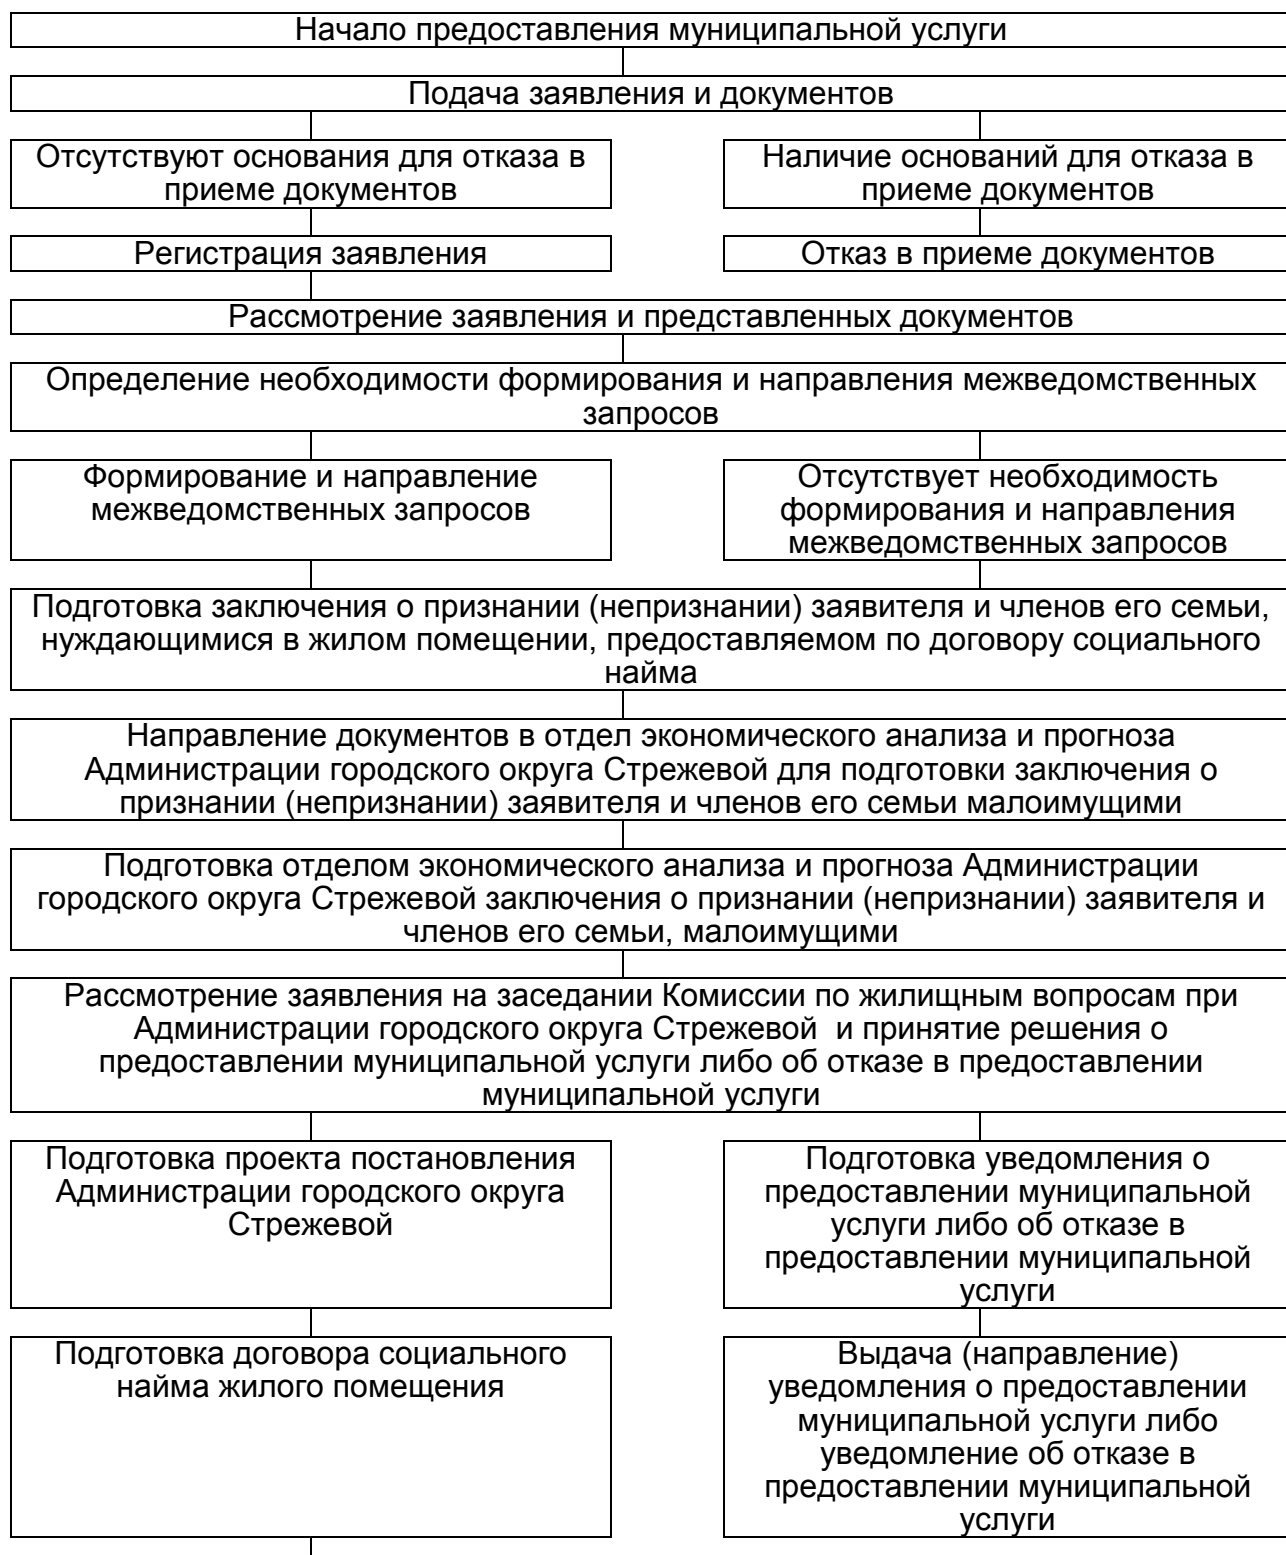 Начало предоставления муниципальной услуги
Подача заявления и документов
Отсутствуют основания для отказа в
приеме документов
Наличие оснований для отказа в
приеме документов
Регистрация заявления
Отказ в приеме документов
Рассмотрение заявления и представленных документов
Определение необходимости формирования и направления межведомственных
запросов
Формирование и направление
межведомственных запросов
Отсутствует необходимость
формирования и направления
межведомственных запросов
Подготовка заключения о признании (непризнании) заявителя и членов его семьи,
нуждающимися в жилом помещении, предоставляемом по договору социального
найма
Направление документов в отдел экономического анализа и прогноза
Администрации городского округа Стрежевой для подготовки заключения о
признании (непризнании) заявителя и членов его семьи малоимущими
Подготовка отделом экономического анализа и прогноза Администрации
городского округа Стрежевой заключения о признании (непризнании) заявителя и
членов его семьи, малоимущими
Рассмотрение заявления на заседании Комиссии по жилищным вопросам при
Администрации городского округа Стрежевой и принятие решения о
предоставлении муниципальной услуги либо об отказе в предоставлении
муниципальной услуги
Подготовка проекта постановления
Администрации городского округа
Стрежевой
Подготовка уведомления о
предоставлении муниципальной
услуги либо об отказе в
предоставлении муниципальной
услуги
Подготовка договора социального
найма жилого помещения
Выдача (направление)
уведомления о предоставлении
муниципальной услуги либо
уведомление об отказе в
предоставлении муниципальной
услуги